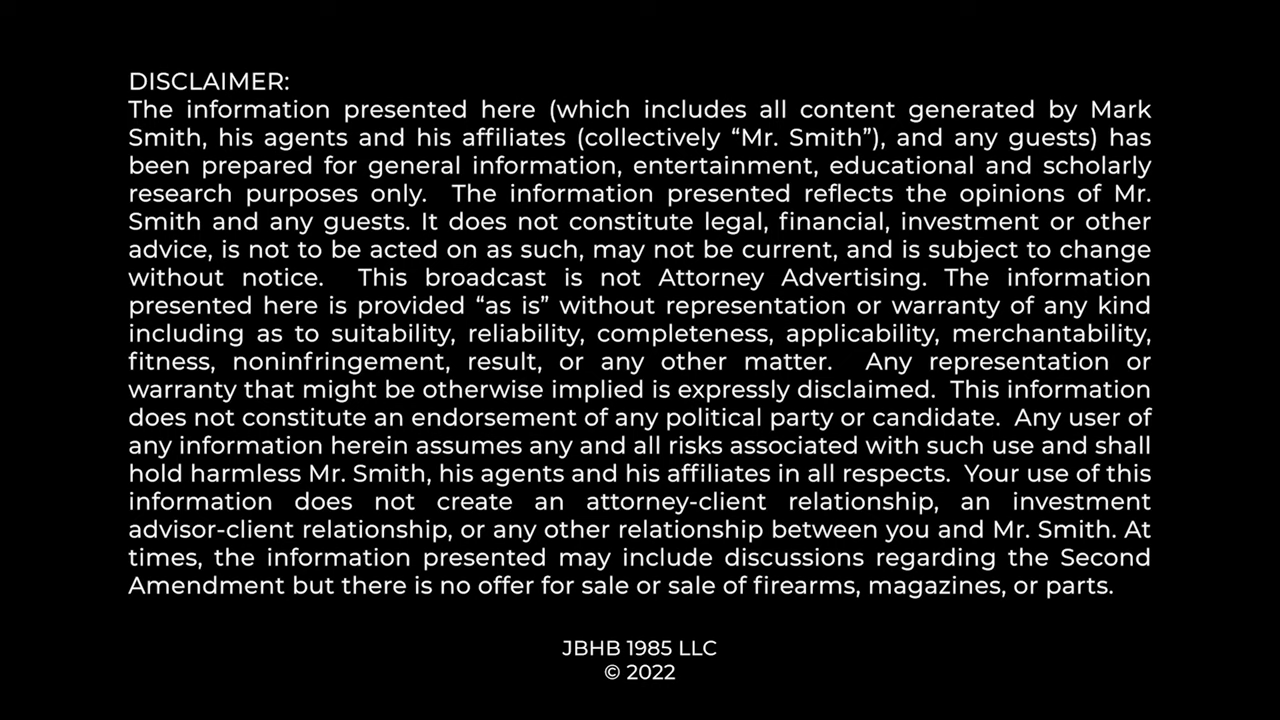 DISCLAIMER:
The information presented here (which includes all content generated by Mark
Smith, his agents and his affiliates (collectively “Mr. Smith”), and any guests) has
been prepared for general information, entertainment, educational and scholarly
research purposes only.  The information presented reflects the opinions of Mr.
Smith and any guests. It does not constitute legal, financial, investment or other
advice, is not to be acted on as such, may not be current, and is subject to change
without notice.  This broadcast is not Attorney Advertising. The information
presented here is provided “as is” without representation or warranty of any kind
including as to suitability, reliability, completeness, applicability, merchantability,
fitness, noninfringement, result, or any other matter.  Any representation or
warranty that might be otherwise implied is expressly disclaimed.  This information
does not constitute an endorsement of any political party or candidate.  Any user of
any information herein assumes any and all risks associated with such use and shall
hold harmless Mr. Smith, his agents and his affiliates in all respects.  Your use of this
information does not create an attorney-client relationship, an investment
advisor-client relationship, or any other relationship between you and Mr. Smith. At
times, the information presented may include discussions regarding the Second
Amendment but there is no offer for sale or sale of firearms, magazines, or parts.
JBHB 1985 LLC
© 2022